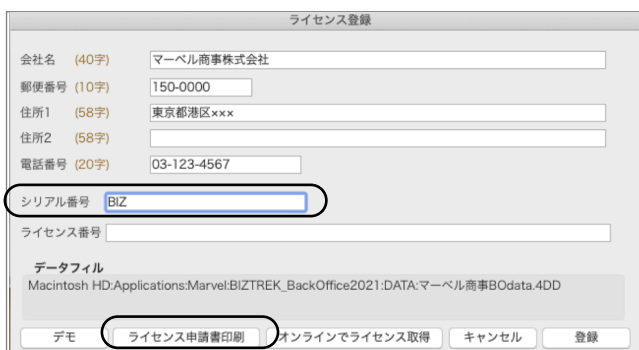 ライセンス登録
会社名 (40字) マーベル商事株式会社
郵便番号 (10字) 150-0000
住所1 (58字) 東京都港区×××
住所2 (58字)
電話番号 (20字) 03-123-4567
シリアル番号 BIZ
ライセンス番号
データフィル
Macintosh HD:Applications:Marvel:BIZTREK_BackOffice2021:DATA:マーベル商事BOdata.4DD
デモ ライセンス申請書印刷 オンラインでライセンス取得 キャンセル 登録